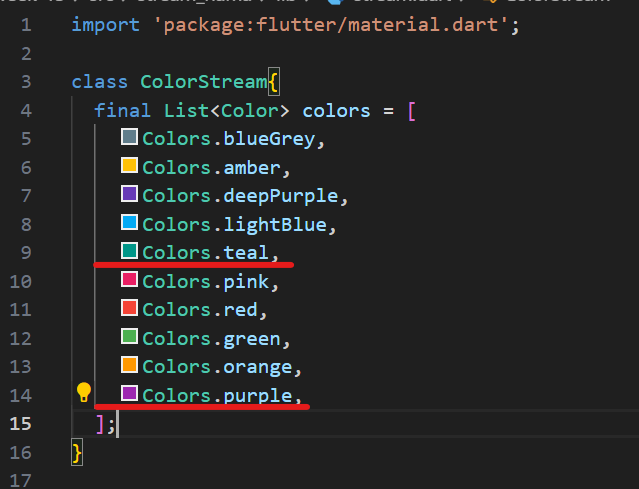 1 import 'package:flutter/material.dart';
2
3 class ColorStream{
4 final List<Color> colors = [
5 Colors.blueGrey,
6 Colors.amber,
7 Colors.deepPurple,
8 Colors.lightBlue,
9 Colors.teal,
10 Colors.pink,
11 Colors.red,
12 Colors.green,
13 Colors.orange,
14 Colors.purple,
15 ];
16 }
17